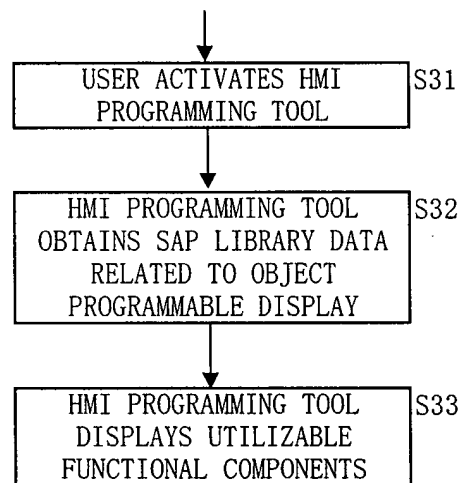 USER ACTIVATES HMI S31
PROGRAMMING TOOL
HMI PROGRAMMING TOOL S32
OBTAINS SAP LIBRARY DATA
RELATED TO OBJECT
PROGRAMMABLE DISPLAY
HMI PROGRAMMING TOOL S33
DISPLAYS UTILIZABLE
FUNCTIONAL COMPONENTS